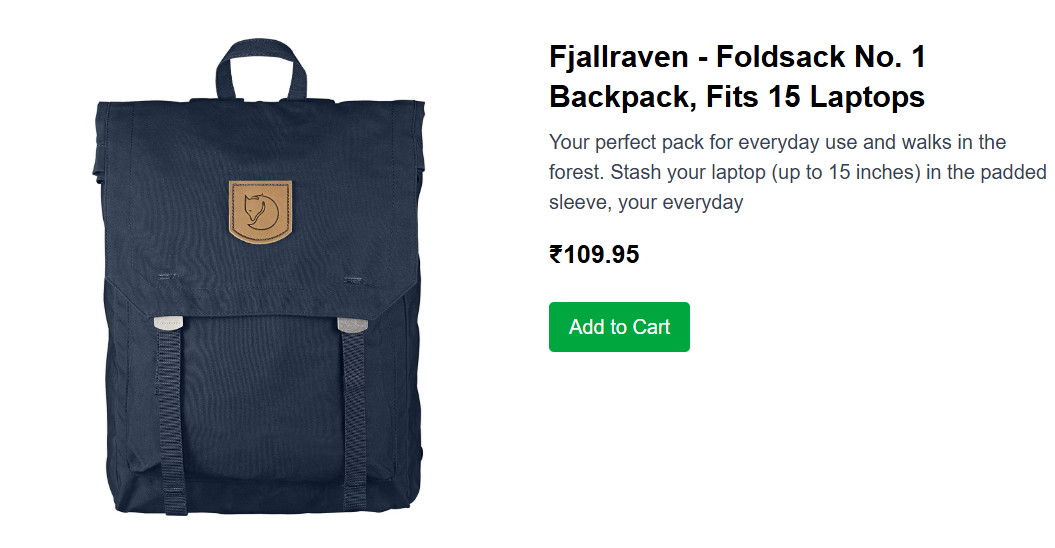 Fjallraven - Foldsack No. 1
Backpack, Fits 15 Laptops
Your perfect pack for everyday use and walks in the
forest. Stash your laptop (up to 15 inches) in the padded
sleeve, your everyday
₹109.95
Add to Cart